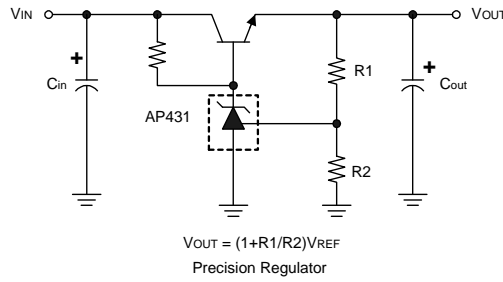 VIN
VOUT
Cin
AP431
R1
Cout
R2
VOUT = (1+R1/R2)VREF
Precision Regulator